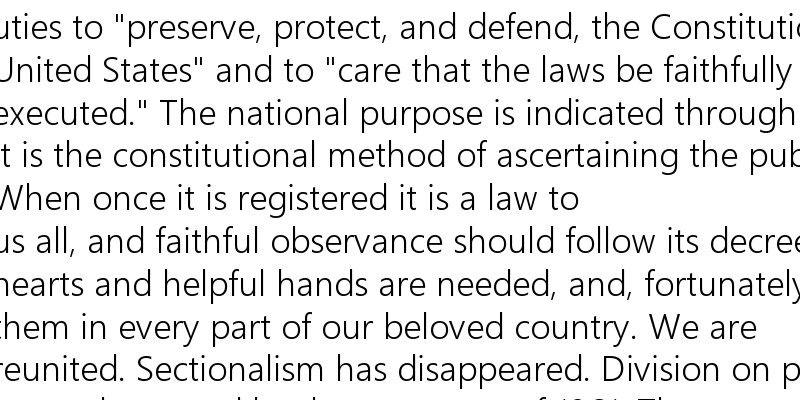 uties to "preserve, protect, and defend, the Constitutio
United States" and to "care that the laws be faithfully
executed." The national purpose is indicated through
it is the constitutional method of ascertaining the pub
When once it is registered it is a law to
us all, and faithful observance should follow its decree
hearts and helpful hands are needed, and, fortunately
them in every part of our beloved country. We are
reunited. Sectionalism has disappeared. Division on p